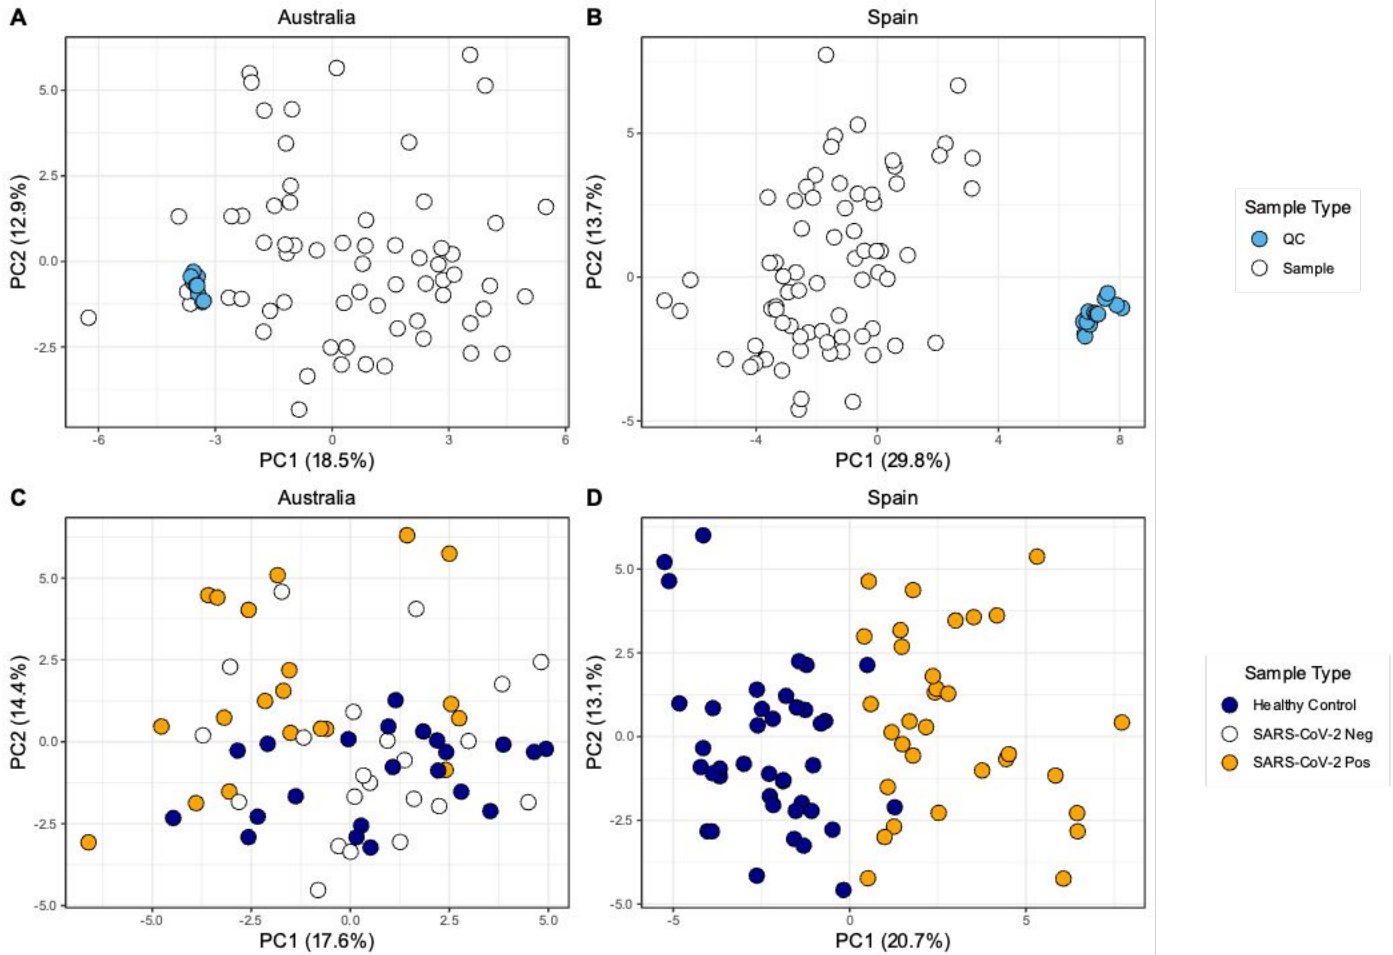 A
Australia
5.0
2.5
0.0
-2.5
-6
-3
0
3
6
PC1 (18.5%)
PC2 (12.9%)
B
Spain
5
0
-5
-4
0
4
8
PC1 (29.8%)
PC2 (13.7%)
Sample Type
QC
Sample
C
Australia
5.0
2.5
0.0
-2.5
-5.0
-5.0
-2.5
0.0
2.5
5.0
PC1 (17.6%)
PC2 (14.4%)
D
Spain
5.0
2.5
0.0
-2.5
-5.0
-5
0
5
PC1 (20.7%)
PC2 (13.1%)
Sample Type
Healthy Control
SARS-CoV-2 Neg
SARS-CoV-2 Pos